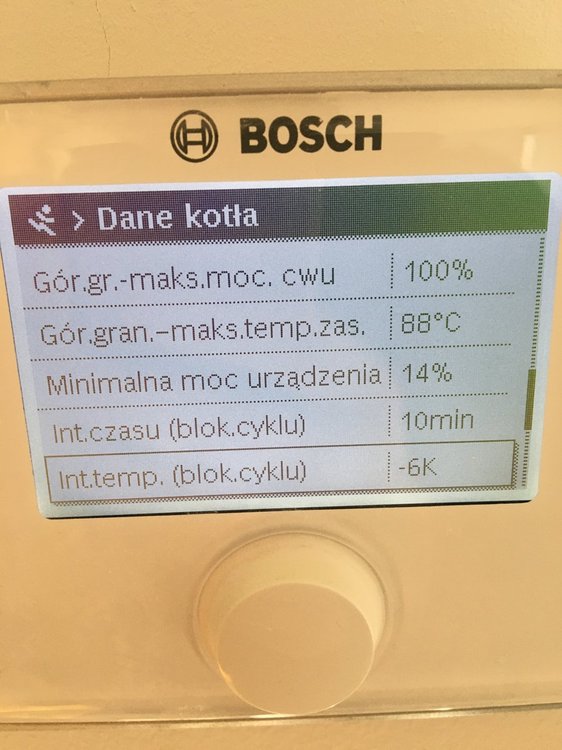 BOSCH
> Dane kotła
Gór.gr.-maks.moc. cwu 100%
Gór.gran.-maks.temp.zas. 88°C
Minimalna moc urządzenia 14%
Int.czasu (blok.cyklu) 10min
Int.temp. (blok.cyklu) -6K